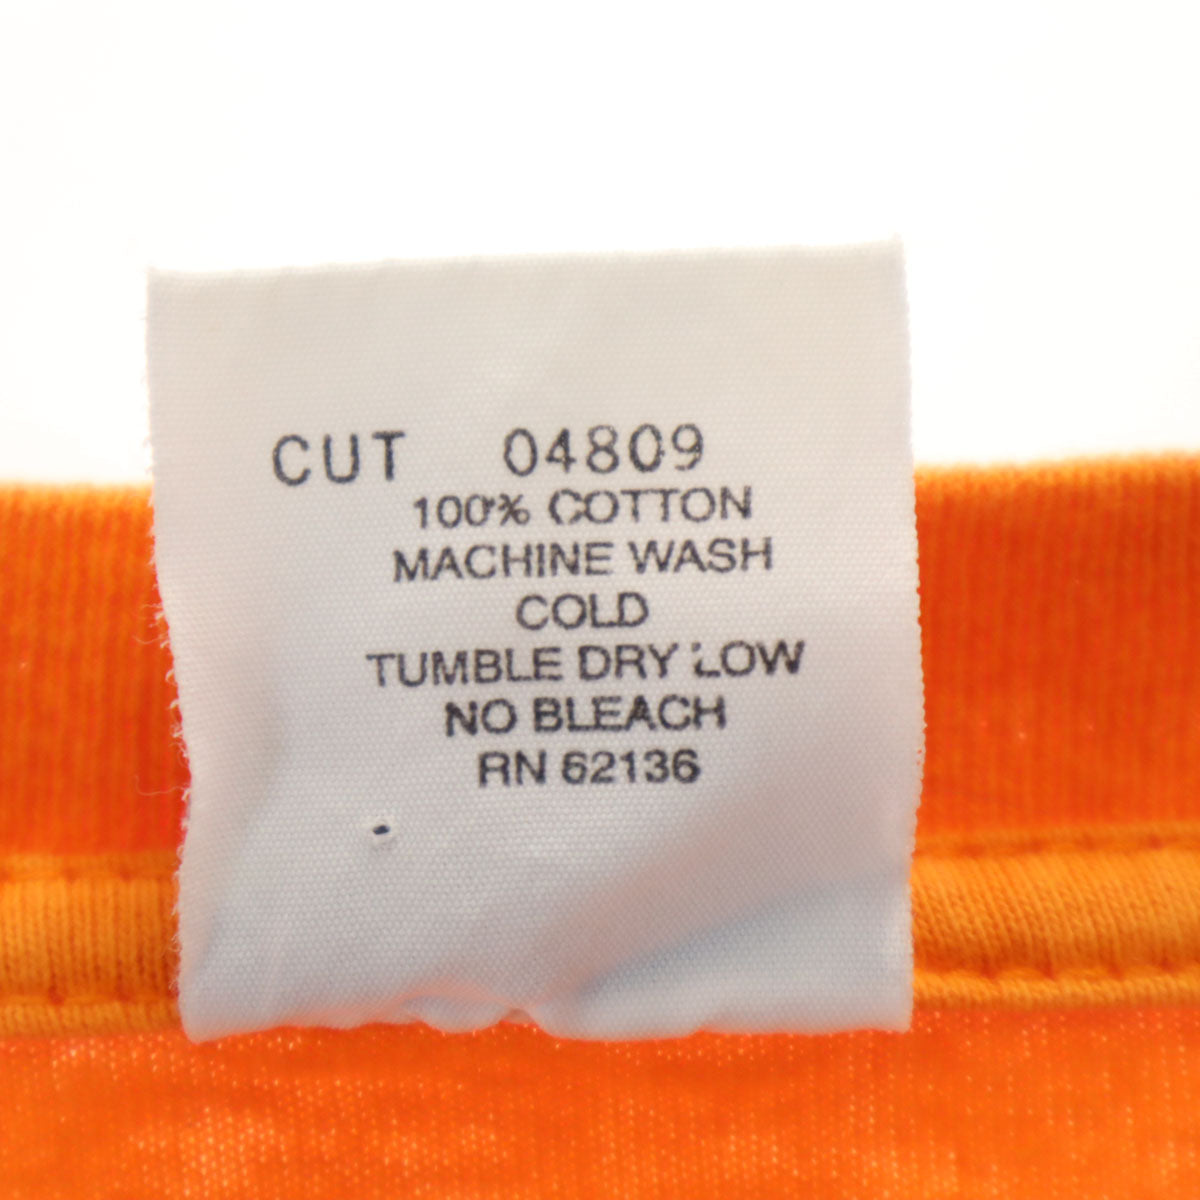 CUT 04809
100% COTTON
MACHINE WASH
COLD
TUMBLE DRY LOW
NO BLEACH
RN 62136